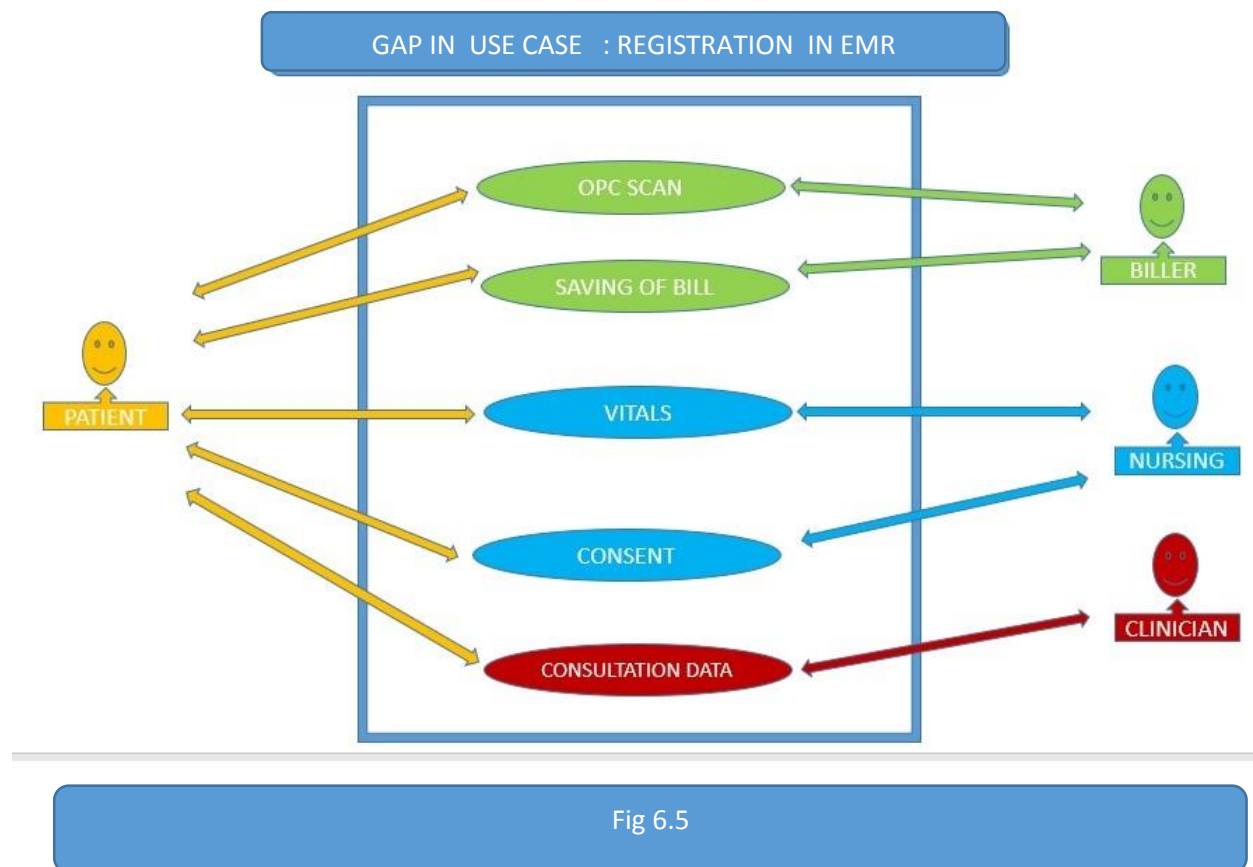 GAP IN USE CASE : REGISTRATION IN EMR
OPC SCAN
BILLER
SAVING OF BILL
PATIENT
VITALS
NURSING
CONSENT
CLINICIAN
CONSULTATION DATA
Fig 6.5